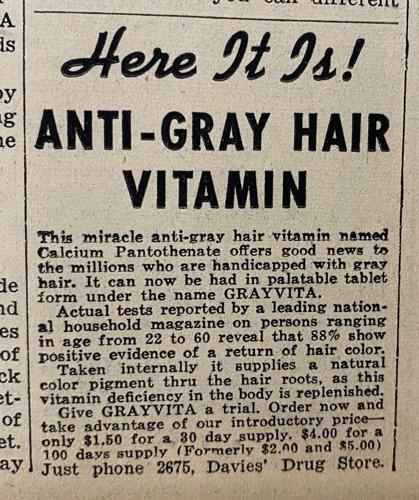 Here It Is!
ANTI-GRAY HAIR
VITAMIN
This miracle anti-gray hair vitamin named
Calcium Pantothenate offers good news to
the millions who are handicapped with gray
hair. It can now be had in palatable tablet
form under the name GRAYVITA.
Actual tests reported by a leading nation-
al household magazine on persons ranging
in age from 22 to 60 reveal that 88% show
positive evidence of a return of hair color.
Taken internally it supplies a natural
color pigment thru the hair roots, as this
vitamin deficiency in the body is replenished.
Give GRAYVITA a trial. Order now and
take advantage of our introductory price—
only $1.50 for a 30 day supply. $4.00 for a
100 days supply (Formerly $2.00 and $5.00)
Just phone 2675, Davies' Drug Store.